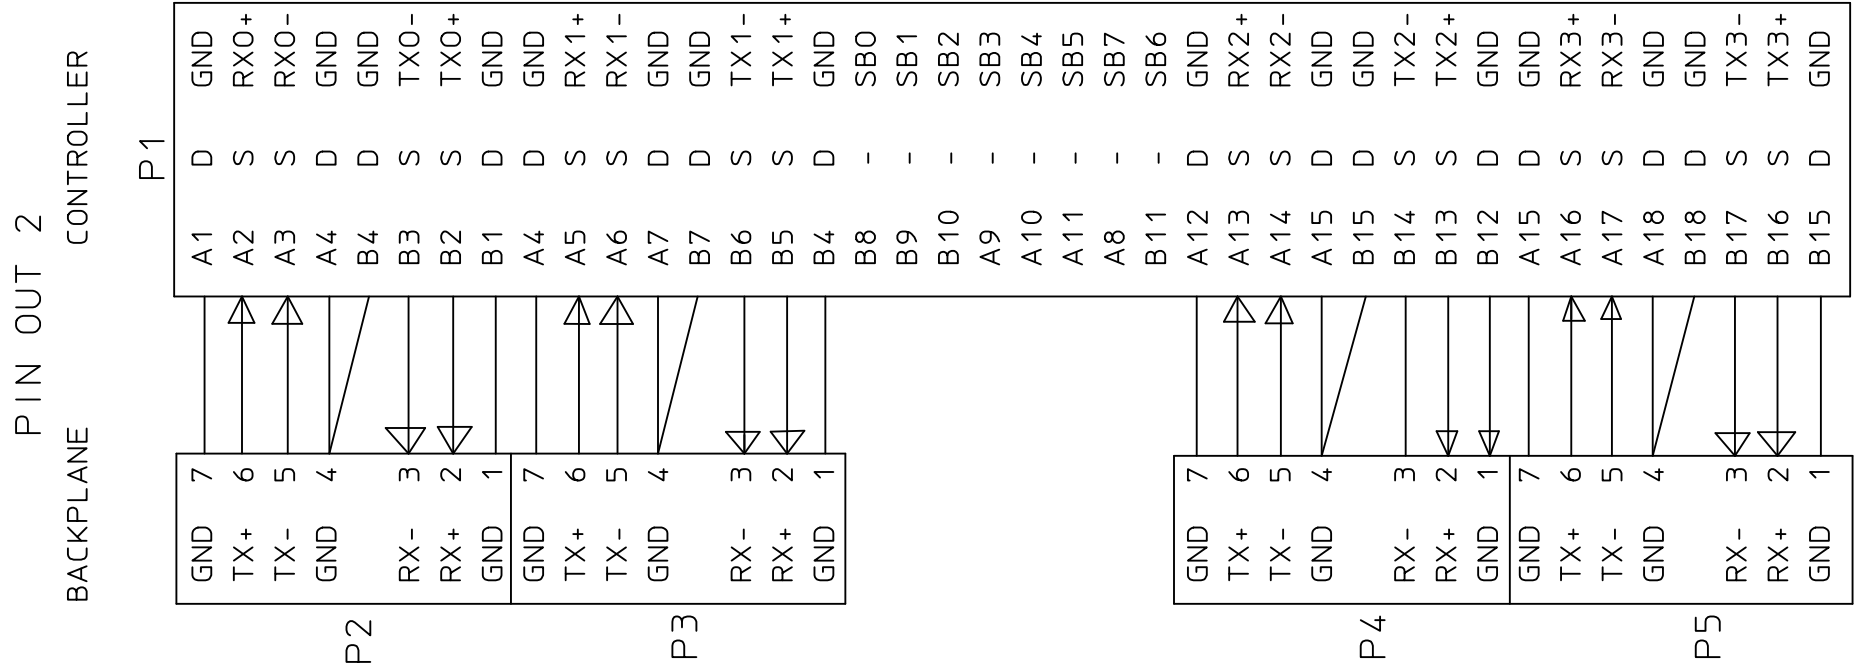 PIN OUT 2
BACKPLANE CONTROLLER
P1
GND 7 A1 D GND
TX+ 6 A2 S RX0+
TX- 5 A3 S RX0-
GND 4 A4 D GND
P2 B4 D GND
RX- 3 B3 S TX0-
RX+ 2 B2 S TX0+
GND 1 B1 D GND
GND 7 A4 D GND
TX+ 6 A5 S RX1+
TX- 5 A6 S RX1-
GND 4 A7 D GND
P3 B7 D GND
RX- 3 B6 S TX1-
RX+ 2 B5 S TX1+
GND 1 B4 D GND
B8 - SB0
B9 - SB1
B10 - SB2
A9 - SB3
A10 - SB4
A11 - SB5
A8 - SB7
B11 - SB6
GND 7 A12 D GND
TX+ 6 A13 S RX2+
TX- 5 A14 S RX2-
GND 4 A15 D GND
P4 B15 D GND
RX- 3 B14 S TX2-
RX+ 2 B13 S TX2+
GND 1 B12 D GND
GND 7 A15 D GND
TX+ 6 A16 S RX3+
TX- 5 A17 S RX3-
GND 4 A18 D GND
P5 B18 D GND
RX- 3 B17 S TX3-
RX+ 2 B16 S TX3+
GND 1 B15 D GND